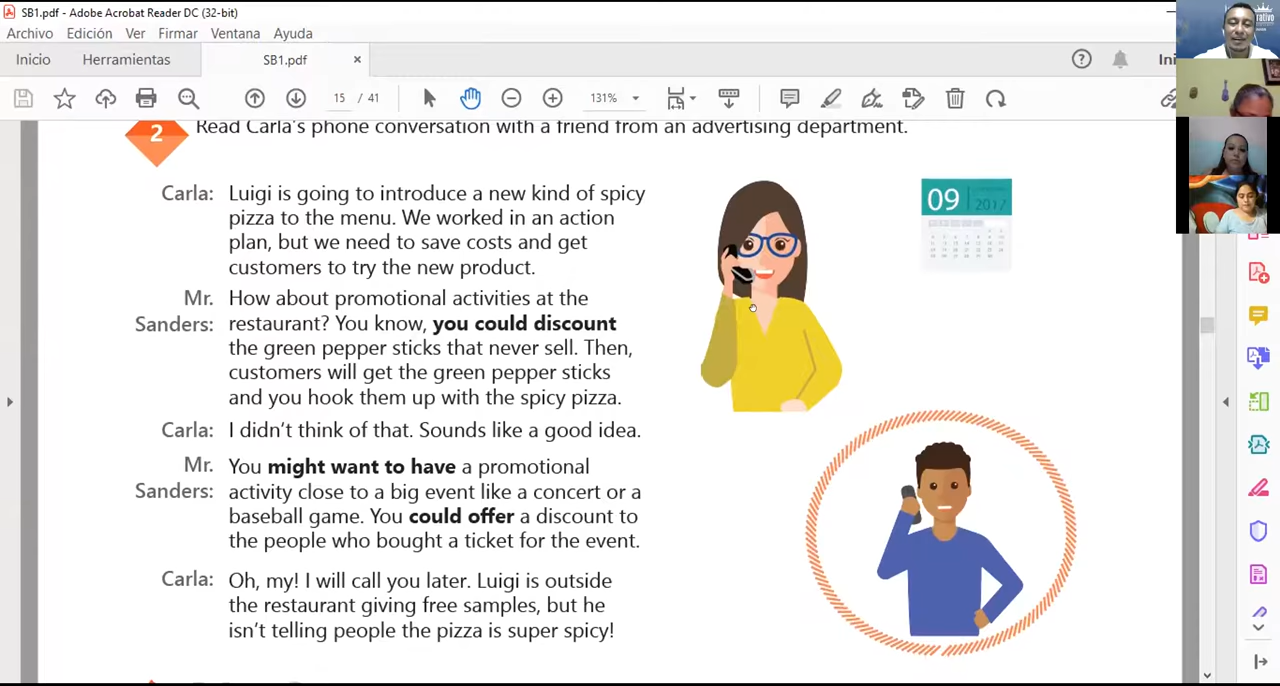 SB1.pdf - Adobe Acrobat Reader DC (32-bit)
Archivo Edición Ver Firmar Ventana Ayuda
Inicio Herramientas SB1.pdf ×
15 / 41 131%
2 Read Carla's phone conversation with a friend from an advertising department.
Carla: Luigi is going to introduce a new kind of spicy
pizza to the menu. We worked in an action
plan, but we need to save costs and get
customers to try the new product.
Mr. How about promotional activities at the
Sanders: restaurant? You know, you could discount
the green pepper sticks that never sell. Then,
customers will get the green pepper sticks
and you hook them up with the spicy pizza.
Carla: I didn't think of that. Sounds like a good idea.
Mr. You might want to have a promotional
Sanders: activity close to a big event like a concert or a
baseball game. You could offer a discount to
the people who bought a ticket for the event.
Carla: Oh, my! I will call you later. Luigi is outside
the restaurant giving free samples, but he
isn't telling people the pizza is super spicy!
09
2017